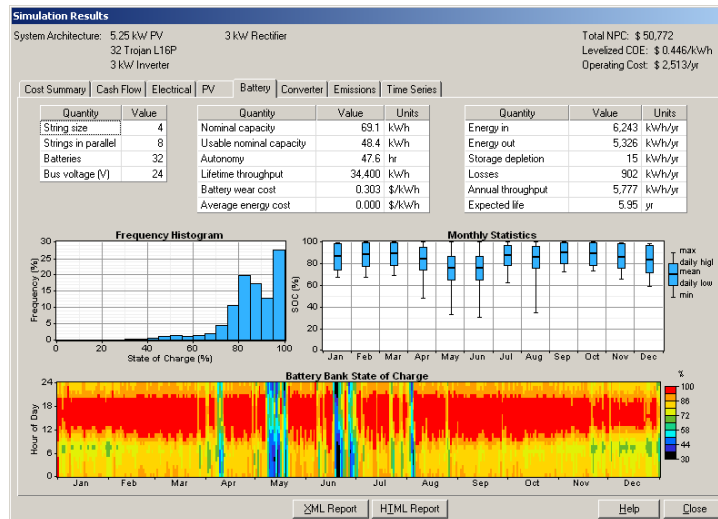 Simulation Results
System Architecture: 5.25 kW PV 3 kW Rectifier Total NPC: $ 50,772
32 Trojan L16P Levelized COE: $ 0.446/kWh
3 kW Inverter Operating Cost: $ 2,513/yr
Cost Summary Cash Flow Electrical PV Battery Converter Emissions Time Series
Quantity Value Quantity Value Units Quantity Value Units
String size 4 Nominal capacity 69.1 kWh Energy in 6,243 kWh/yr
Strings in parallel 8 Usable nominal capacity 48.4 kWh Energy out 5,326 kWh/yr
Batteries 32 Autonomy 47.6 hr Storage depletion 15 kWh/yr
Bus voltage (V) 24 Lifetime throughput 34,400 kWh Losses 902 kWh/yr
Battery wear cost 0.303 $/kWh Annual throughput 5,777 kWh/yr
Average energy cost 0.000 $/kWh Expected life 5.95 yr
Frequency Histogram
30
25
20
15
10
5
0
Frequency (%)
0 20 40 60 80 100
State of Charge (%)
Monthly Statistics
100
80
60
40
20
0
SOC (%)
Jan Feb Mar Apr May Jun Jul Aug Sep Oct Nov Dec
max
daily high
mean
daily low
min
Battery Bank State of Charge
24
18
12
6
0
Hour of Day
Jan Feb Mar Apr May Jun Jul Aug Sep Oct Nov Dec
%
100
86
72
58
44
30
XML Report HTML Report Help Close